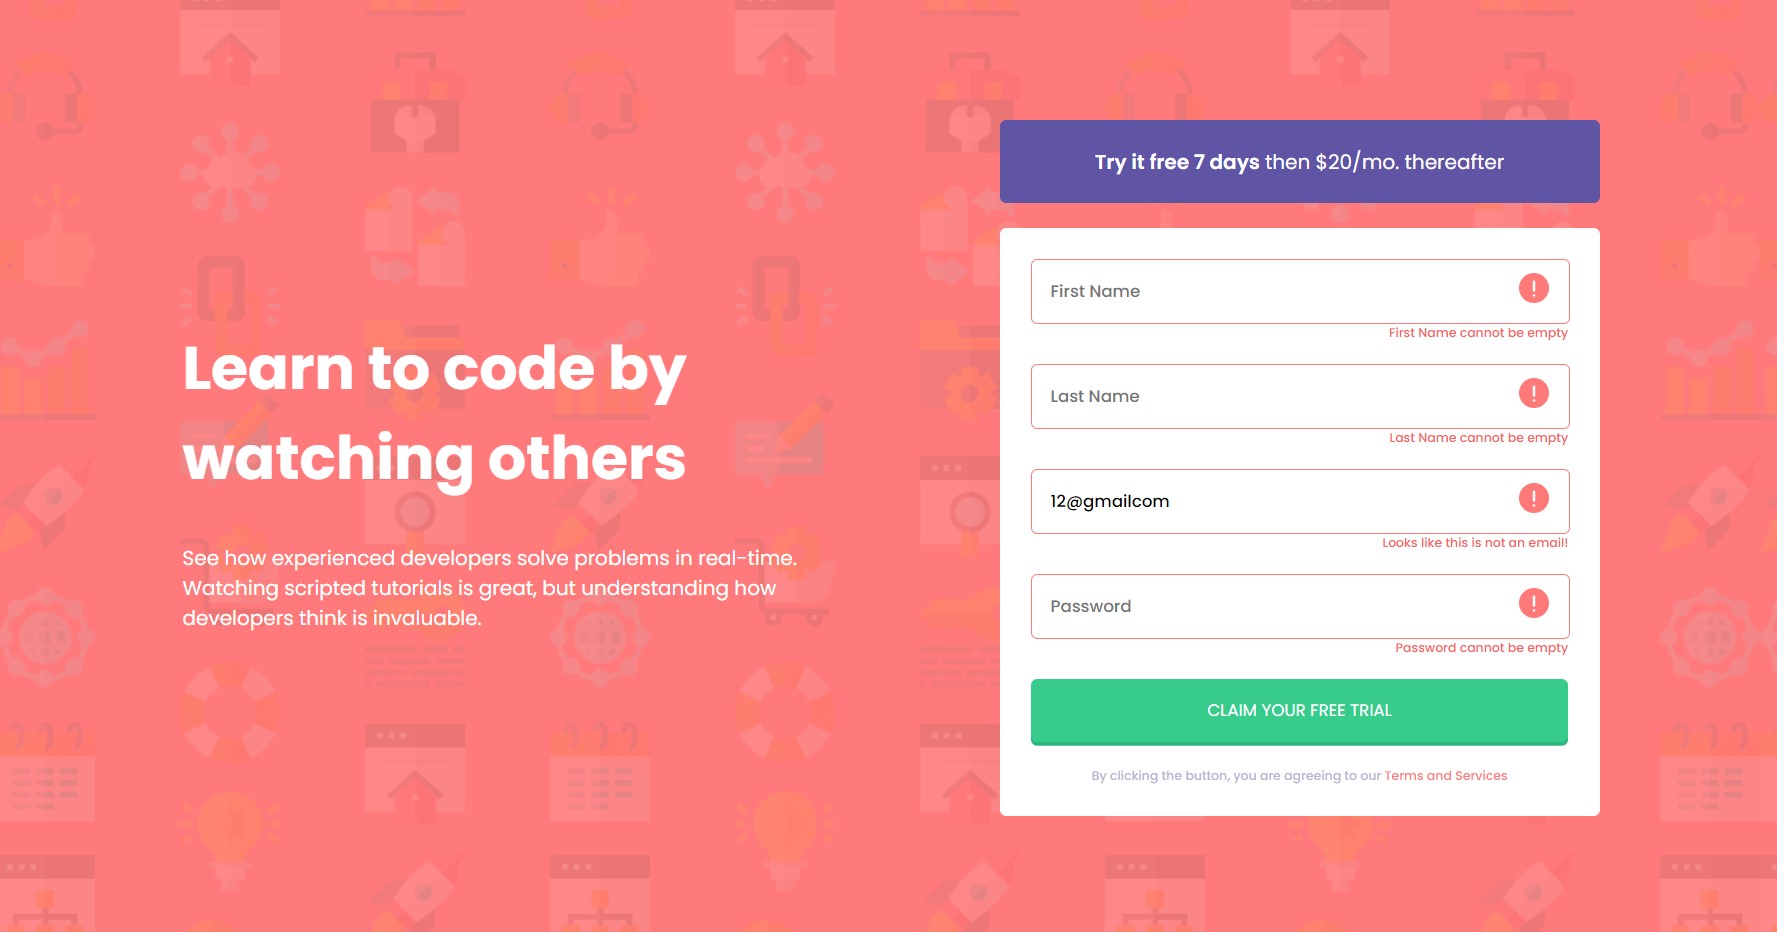 Learn to code by
watching others
See how experienced developers solve problems in real-time.
Watching scripted tutorials is great, but understanding how
developers think is invaluable.
Try it free 7 days then $20/mo. thereafter
First Name
First Name cannot be empty
Last Name
Last Name cannot be empty
12@gmailcom
Looks like this is not an email!
Password
Password cannot be empty
CLAIM YOUR FREE TRIAL
By clicking the button, you are agreeing to our Terms and Services